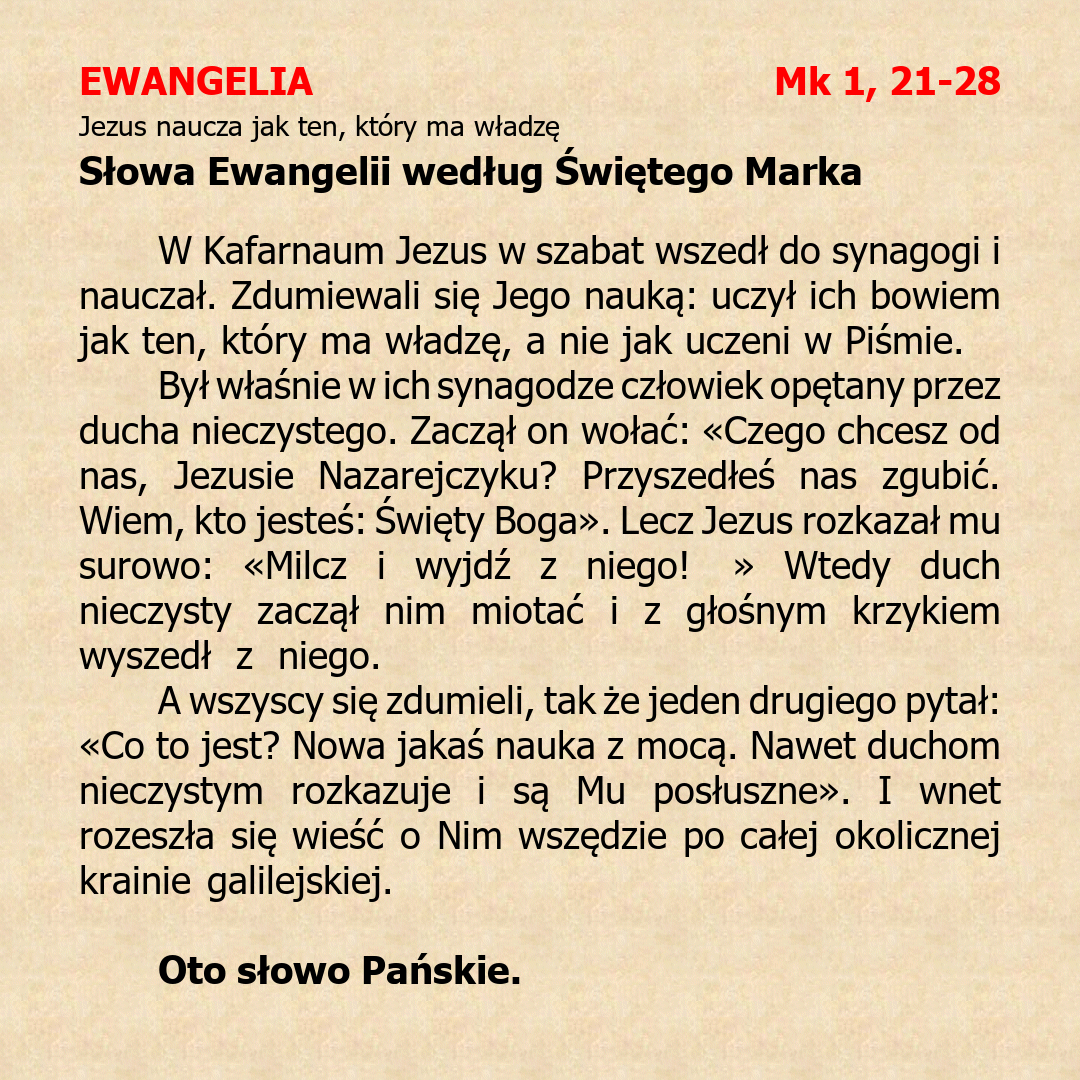 EWANGELIA Mk 1, 21-28
Jezus naucza jak ten, który ma władzę
Słowa Ewangelii według Świętego Marka
W Kafarnaum Jezus w szabat wszedł do synagogi i
nauczał. Zdumiewali się Jego nauką: uczył ich bowiem
jak ten, który ma władzę, a nie jak uczeni w Piśmie.
Był właśnie w ich synagodze człowiek opętany przez
ducha nieczystego. Zaczął on wołać: «Czego chcesz od
nas, Jezusie Nazarejczyku? Przyszedłeś nas zgubić.
Wiem, kto jesteś: Święty Boga». Lecz Jezus rozkazał mu
surowo: «Milcz i wyjdź z niego! » Wtedy duch
nieczysty zaczął nim miotać i z głośnym krzykiem
wyszedł z niego.
A wszyscy się zdumieli, tak że jeden drugiego pytał:
«Co to jest? Nowa jakaś nauka z mocą. Nawet duchom
nieczystym rozkazuje i są Mu posłuszne». I wnet
rozeszła się wieść o Nim wszędzie po całej okolicznej
krainie galilejskiej.
Oto słowo Pańskie.